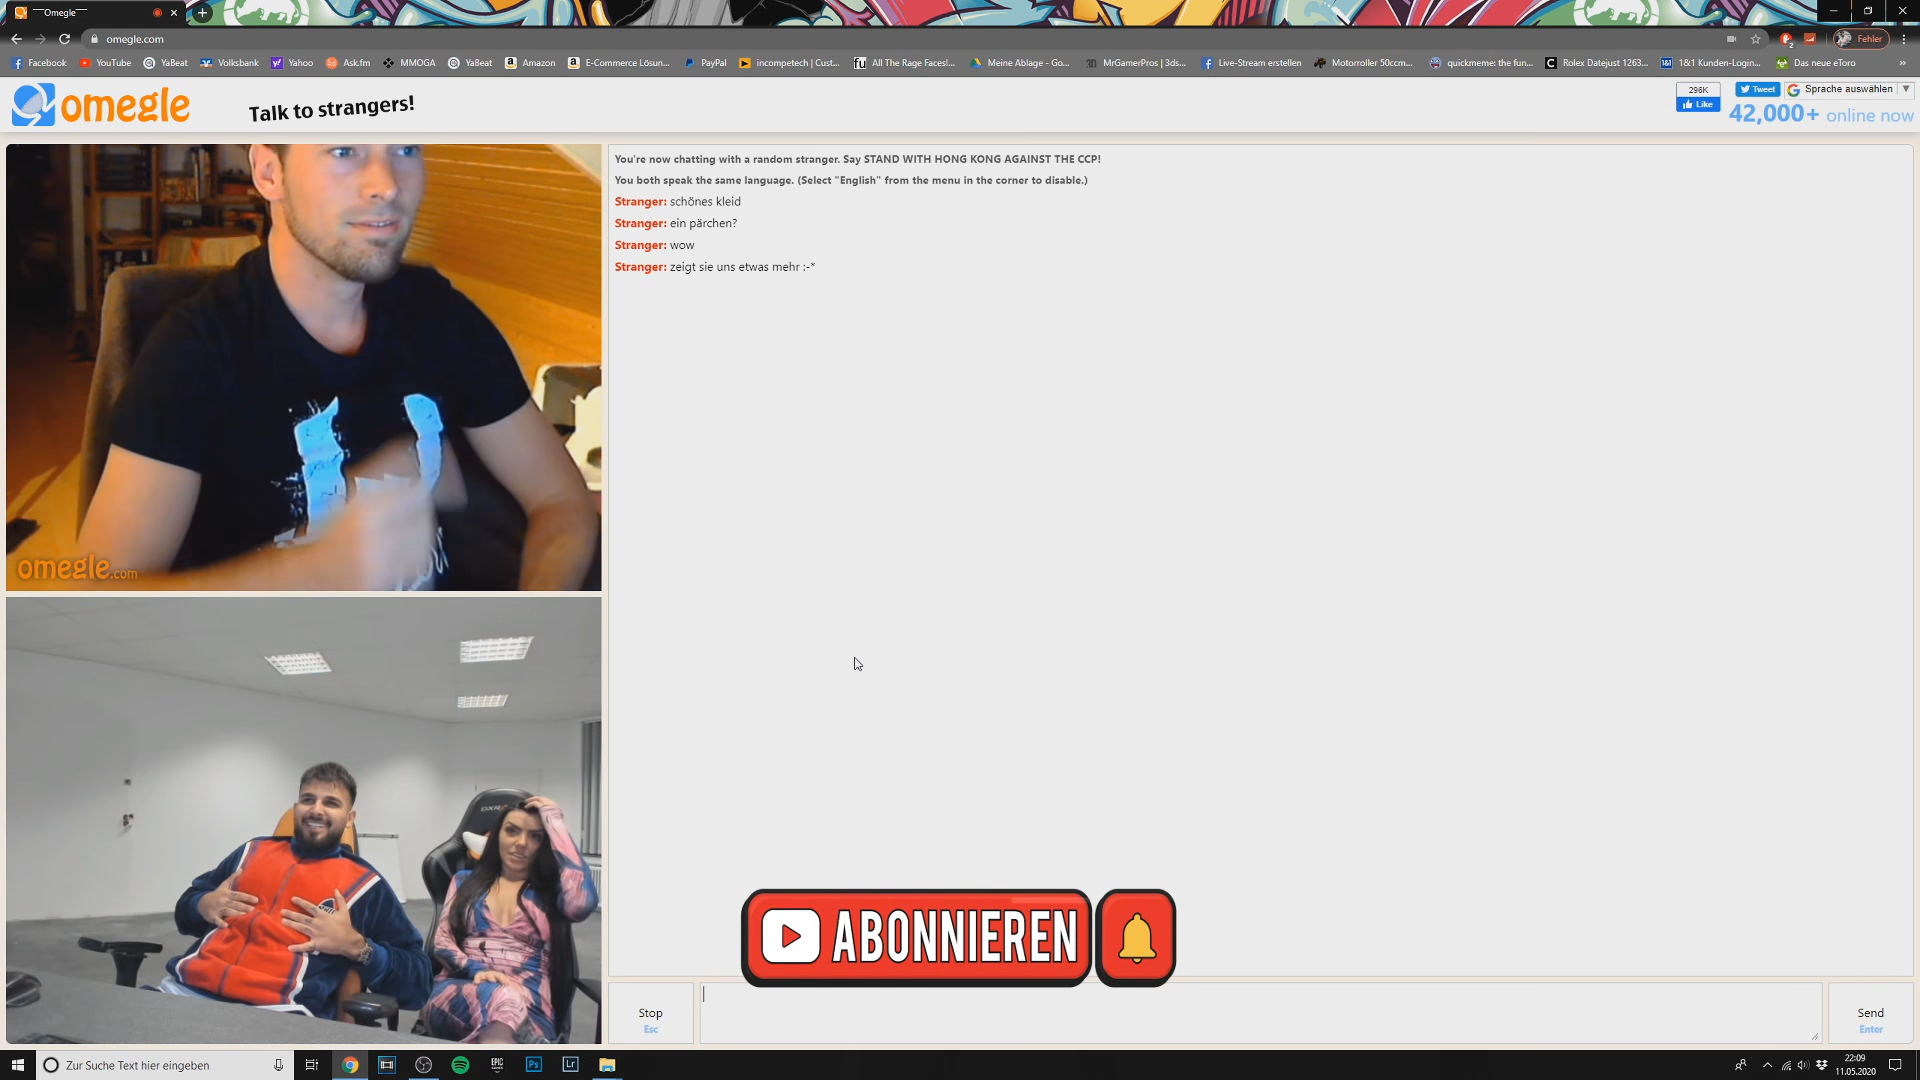 Omegle
omegle.com
Fehler
Facebook YouTube YaBeat Volksbank Yahoo Ask.fm MMOGA YaBeat Amazon E-Commerce Lösun... PayPal incompetech | Cust... All The Rage Faces!... Meine Ablage - Go... MrGamerPros | 3ds... Live-Stream erstellen Motorroller 50ccm... quickmeme: the fun... Rolex Datejust 1263... 1&1 Kunden-Login... Das neue eToro »
omegle
Talk to strangers!
296K
Like
Tweet
Sprache auswählen
42,000+ online now
You're now chatting with a random stranger. Say STAND WITH HONG KONG AGAINST THE CCP!
You both speak the same language. (Select "English" from the menu in the corner to disable.)
Stranger: schönes kleid
Stranger: ein pärchen?
Stranger: wow
Stranger: zeigt sie uns etwas mehr :-*
omegle.com
ABONNIEREN
Stop
Esc
Send
Enter
Zur Suche Text hier eingeben
EPIC
Ps
Lr
22:09
11.05.2020